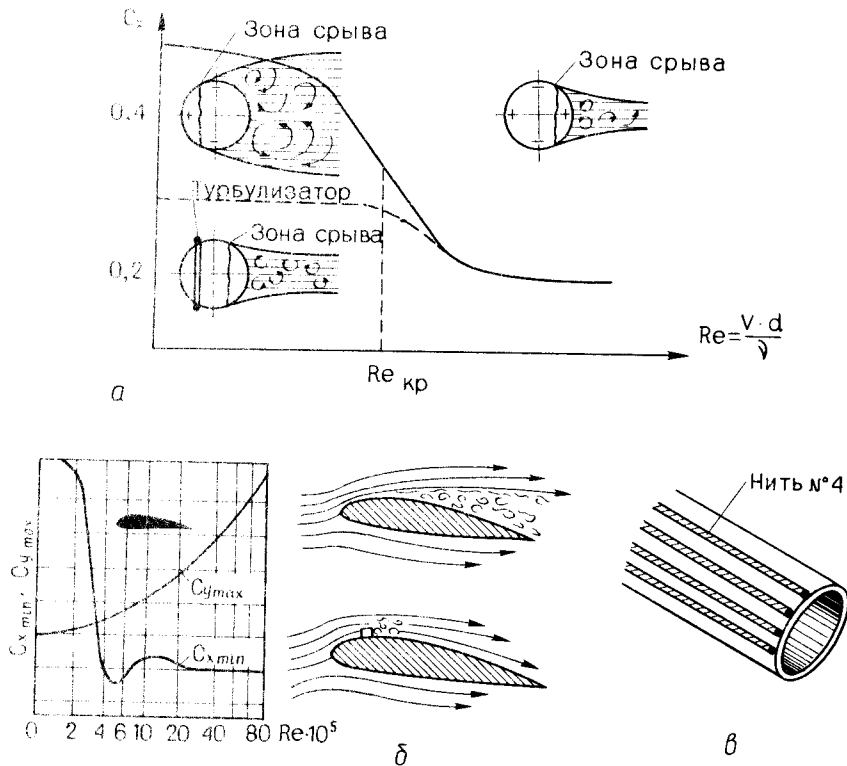 Cₓ
Зона срыва
Зона срыва
0,4
Турбулизатор
Зона срыва
0,2
Re = V·d/ν
Re кр
а
Нить №4
Cx min, Cy max
Cy max
Cx min
0 2 4 6 10 20 40 80 Re·10⁵
б
в